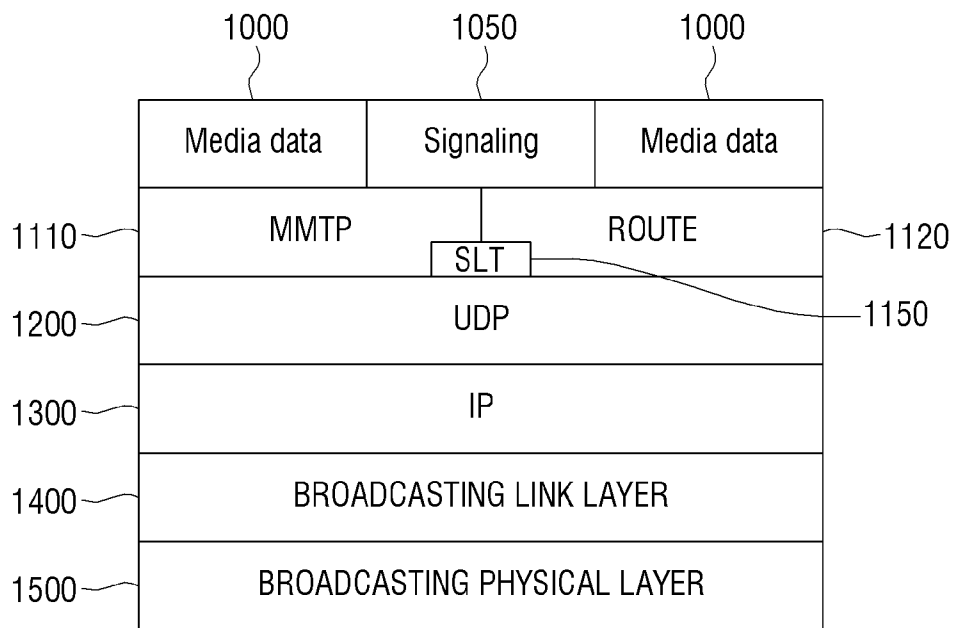 1000 1050 1000
Media data Signaling Media data
1110 MMTP ROUTE 1120
SLT
1200 UDP 1150
1300 IP
1400 BROADCASTING LINK LAYER
1500 BROADCASTING PHYSICAL LAYER